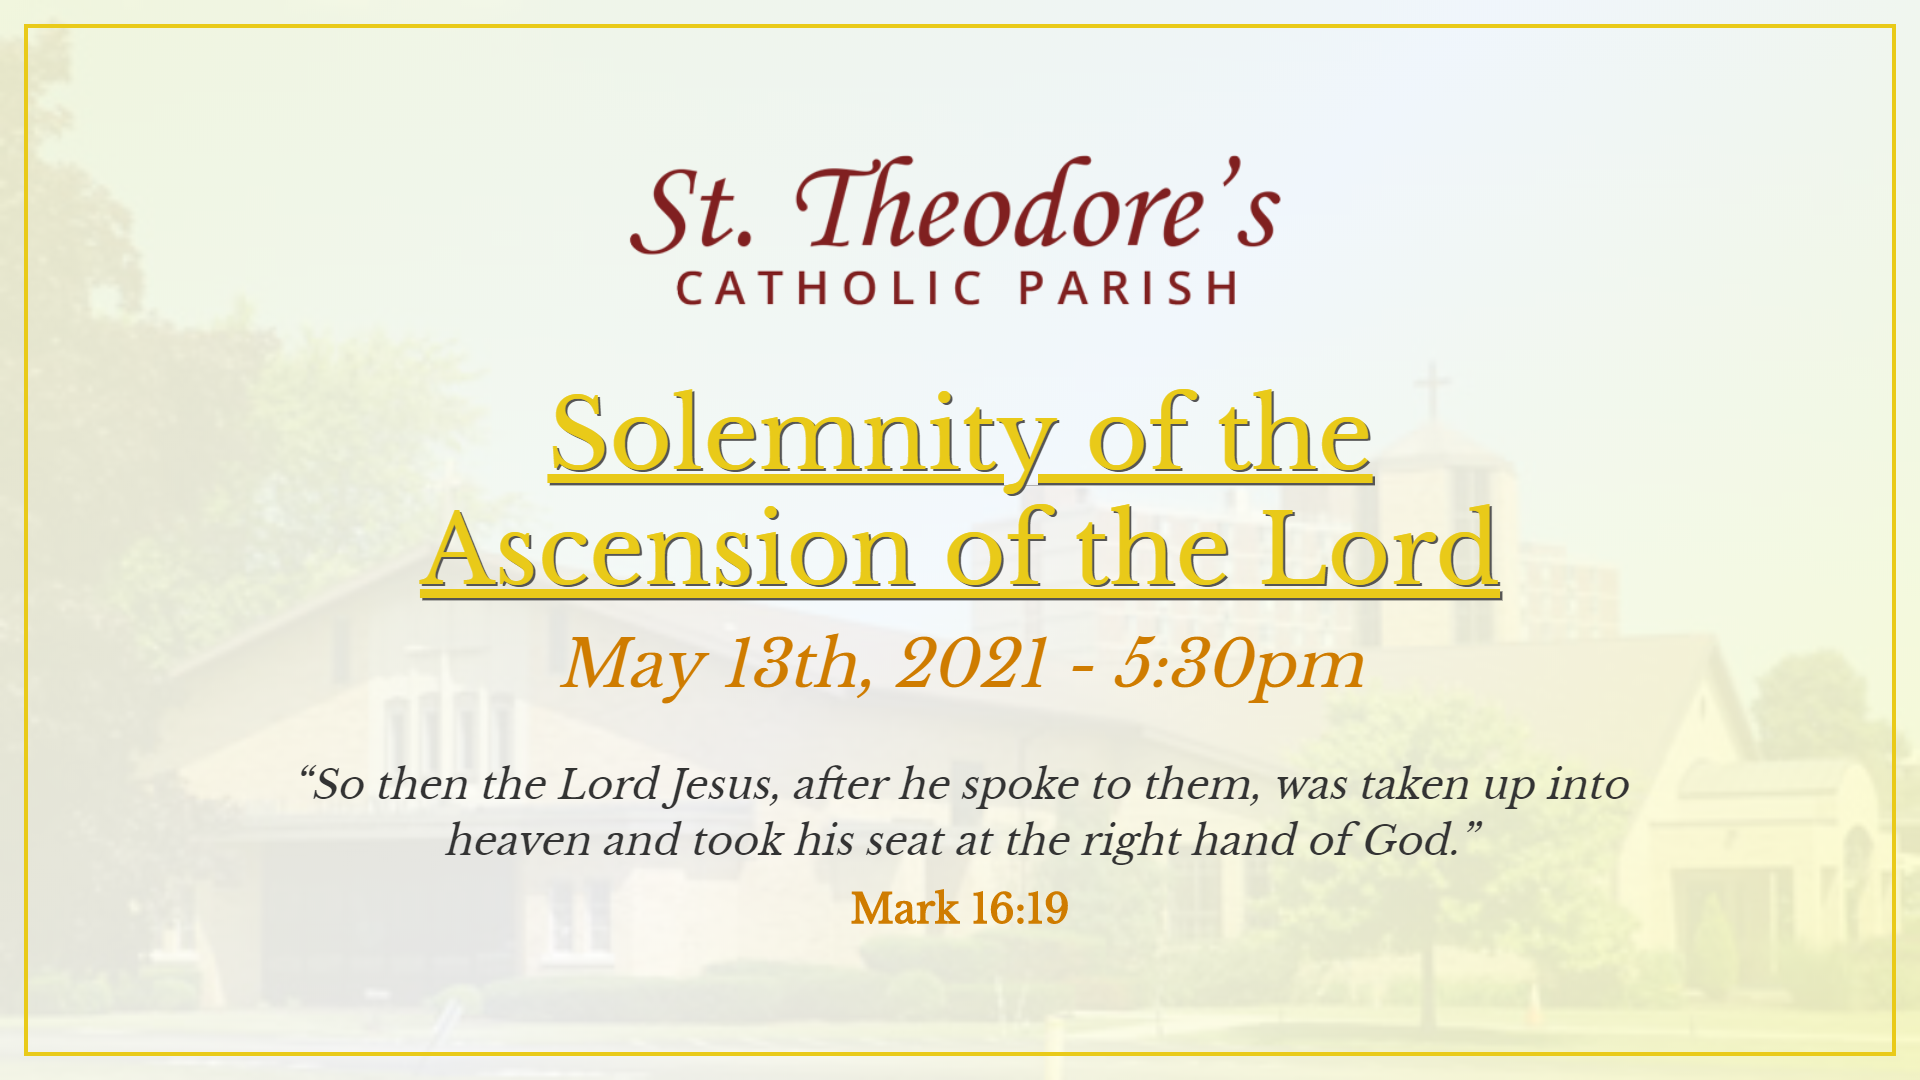 St. Theodore’s
CATHOLIC PARISH
Solemnity of the
Ascension of the Lord
May 13th, 2021 - 5:30pm
“So then the Lord Jesus, after he spoke to them, was taken up into
heaven and took his seat at the right hand of God.”
Mark 16:19